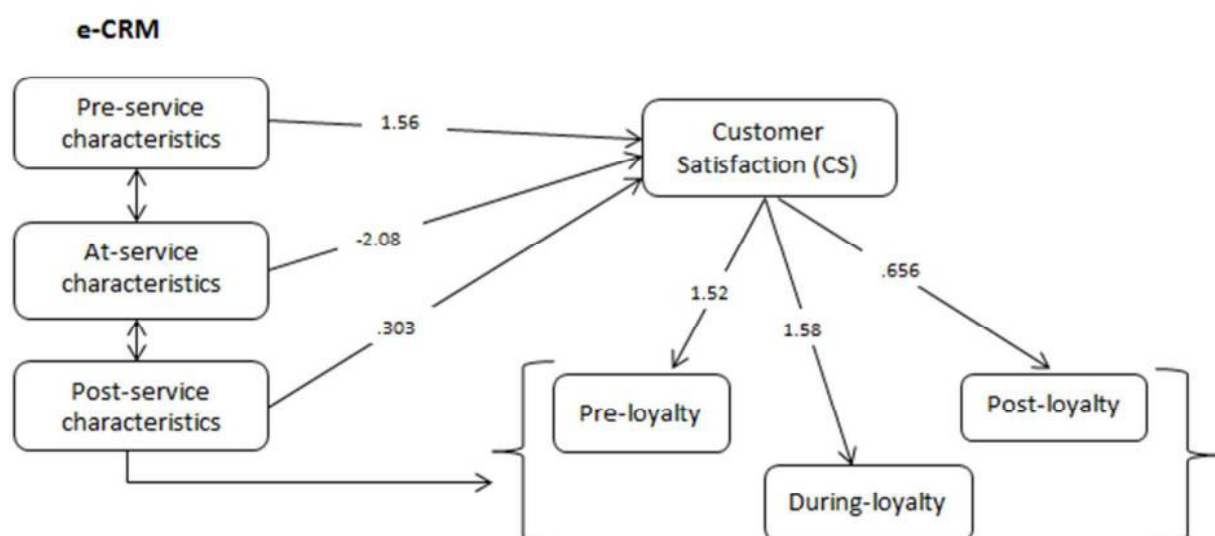 e-CRM
Pre-service
characteristics
1.56
Customer
Satisfaction (CS)
At-service
characteristics
-2.08
.656
1.52
.303
1.58
Post-service
characteristics
Pre-loyalty
Post-loyalty
During-loyalty